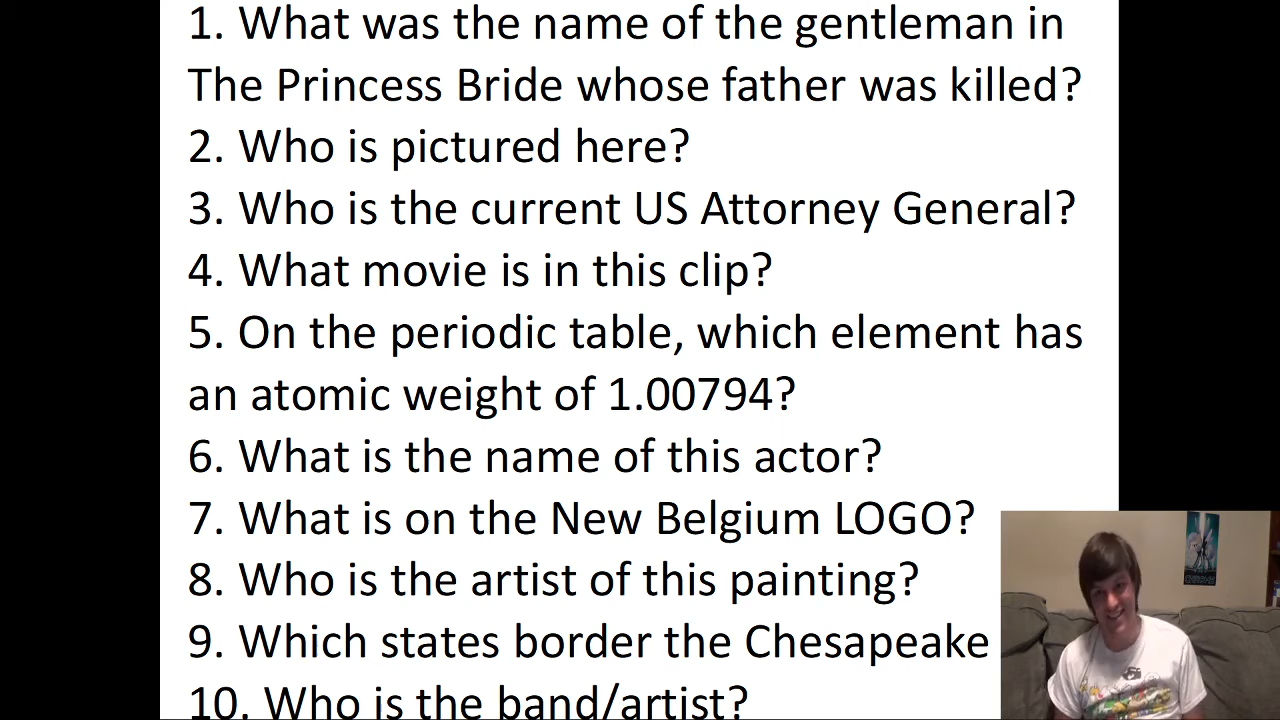 1. What was the name of the gentleman in
The Princess Bride whose father was killed?
2. Who is pictured here?
3. Who is the current US Attorney General?
4. What movie is in this clip?
5. On the periodic table, which element has
an atomic weight of 1.00794?
6. What is the name of this actor?
7. What is on the New Belgium LOGO?
8. Who is the artist of this painting?
9. Which states border the Chesapeake
10. Who is the band/artist?